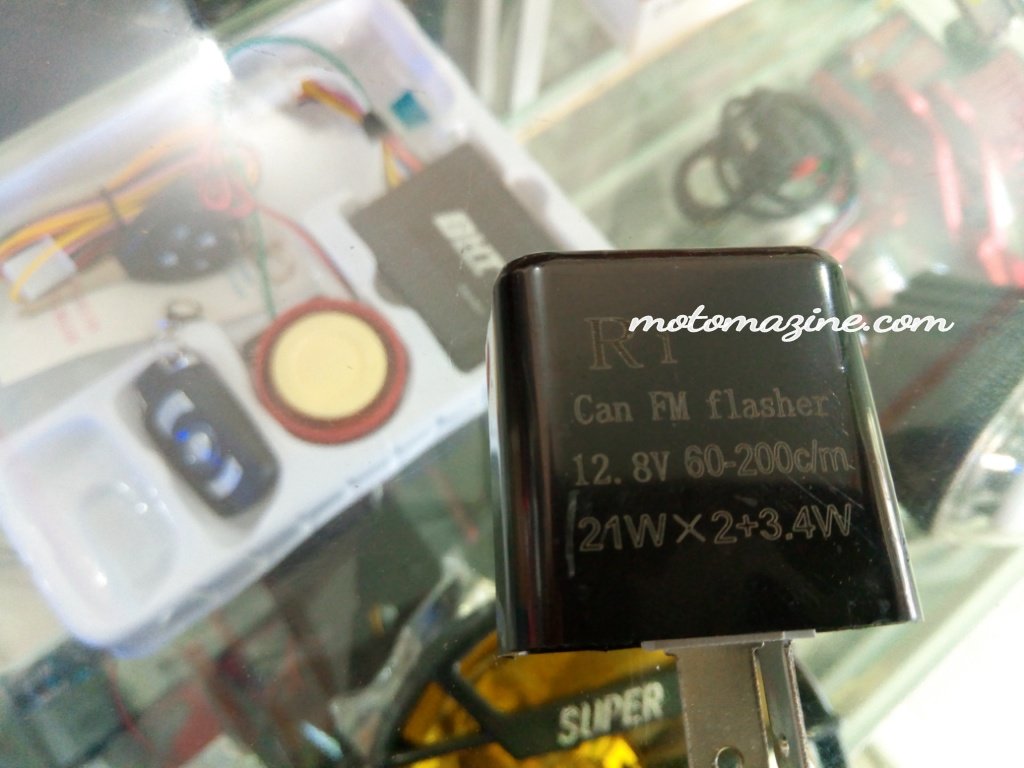 motomazine.com
R1
Can FM flasher
12.8V 60-200c/m
21W×2+3.4W
SUPER